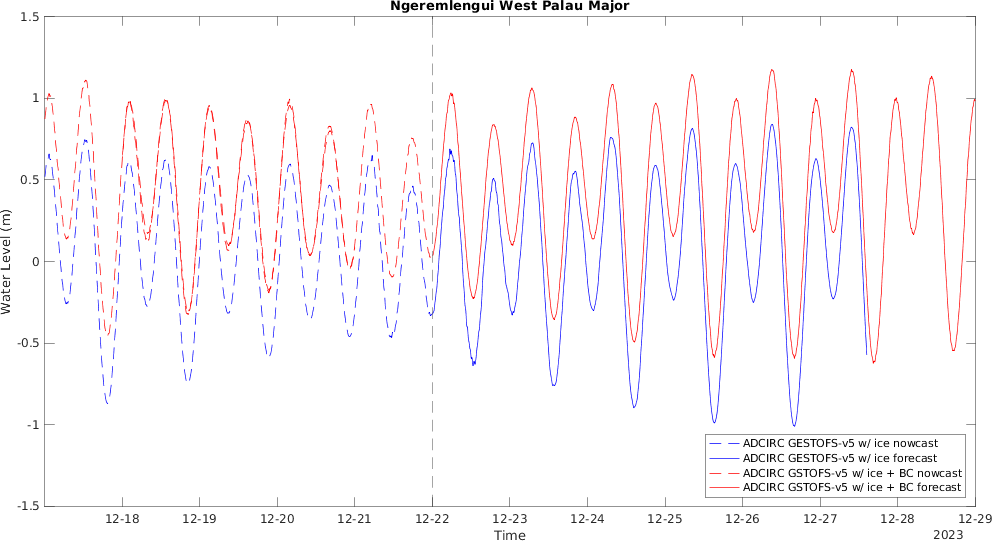 Ngeremlengui West Palau Major
1.5
1
0.5
0
-0.5
-1
-1.5
Water Level (m)
ADCIRC GESTOFS-v5 w/ ice nowcast
ADCIRC GESTOFS-v5 w/ ice forecast
ADCIRC GSTOFS-v5 w/ ice + BC nowcast
ADCIRC GSTOFS-v5 w/ ice + BC forecast
12-18 12-19 12-20 12-21 12-22 12-23 12-24 12-25 12-26 12-27 12-28 12-29
Time
2023